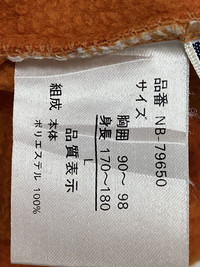 品番 NB-79650
サイズ
胸囲 90～98
身長 170～180
L
品質表示
組成 本体
ポリエステル 100%